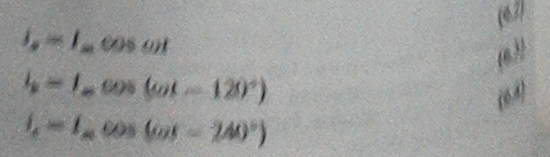 i_a = I_m cos ωt (6.2)
i_b = I_m cos (ωt - 120°) (6.3)
i_c = I_m cos (ωt - 240°) (6.4)